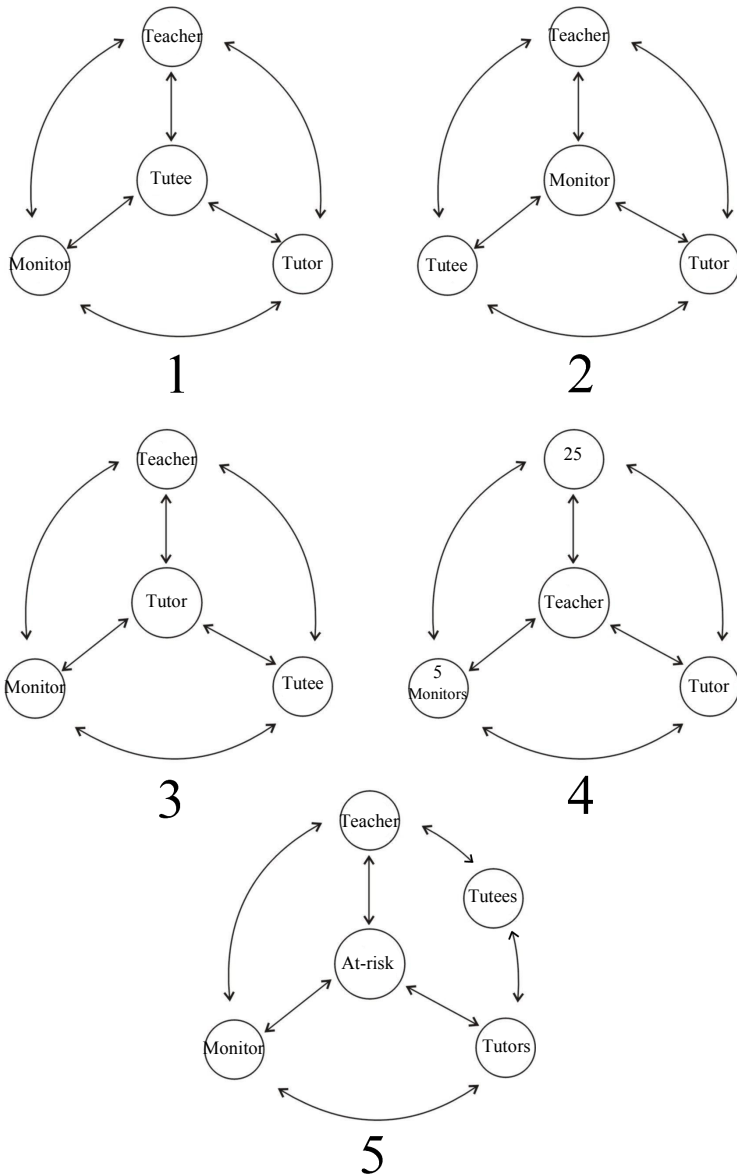 Teacher
Tutee
Monitor
Tutor
1
Teacher
Monitor
Tutee
Tutor
2
Teacher
Tutor
Monitor
Tutee
3
25
Teacher
5
Monitors
Tutor
4
Teacher
Tutees
At-risk
Monitor
Tutors
5